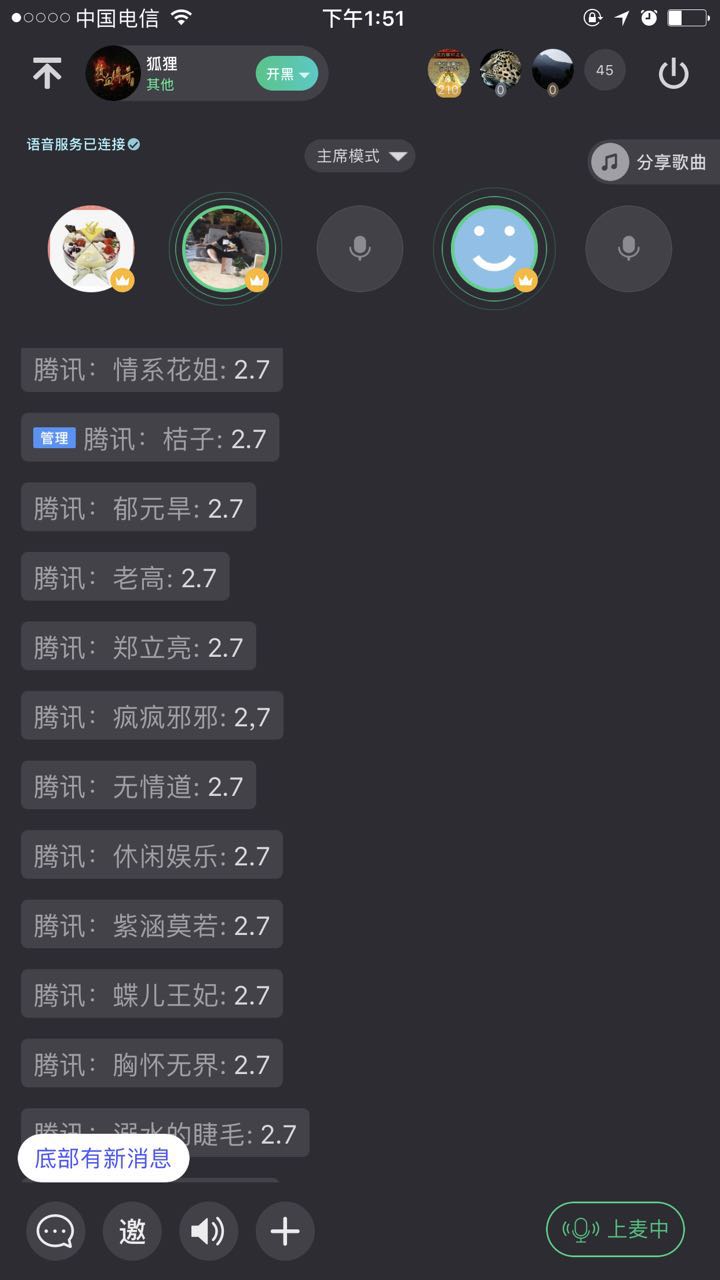 中国电信 下午1:51
狐狸
其他
开黑
210
0
0
45
语音服务已连接
主席模式
分享歌曲
腾讯：情系花姐: 2.7
管理 腾讯：桔子: 2.7
腾讯：郁元旱: 2.7
腾讯：老高: 2.7
腾讯：郑立亮: 2.7
腾讯：疯疯邪邪: 2,7
腾讯：无情道: 2.7
腾讯：休闲娱乐: 2.7
腾讯：紫涵莫若: 2.7
腾讯：蝶儿王妃: 2.7
腾讯：胸怀无界: 2.7
腾讯：溺水的睫毛: 2.7
底部有新消息
邀
上麦中